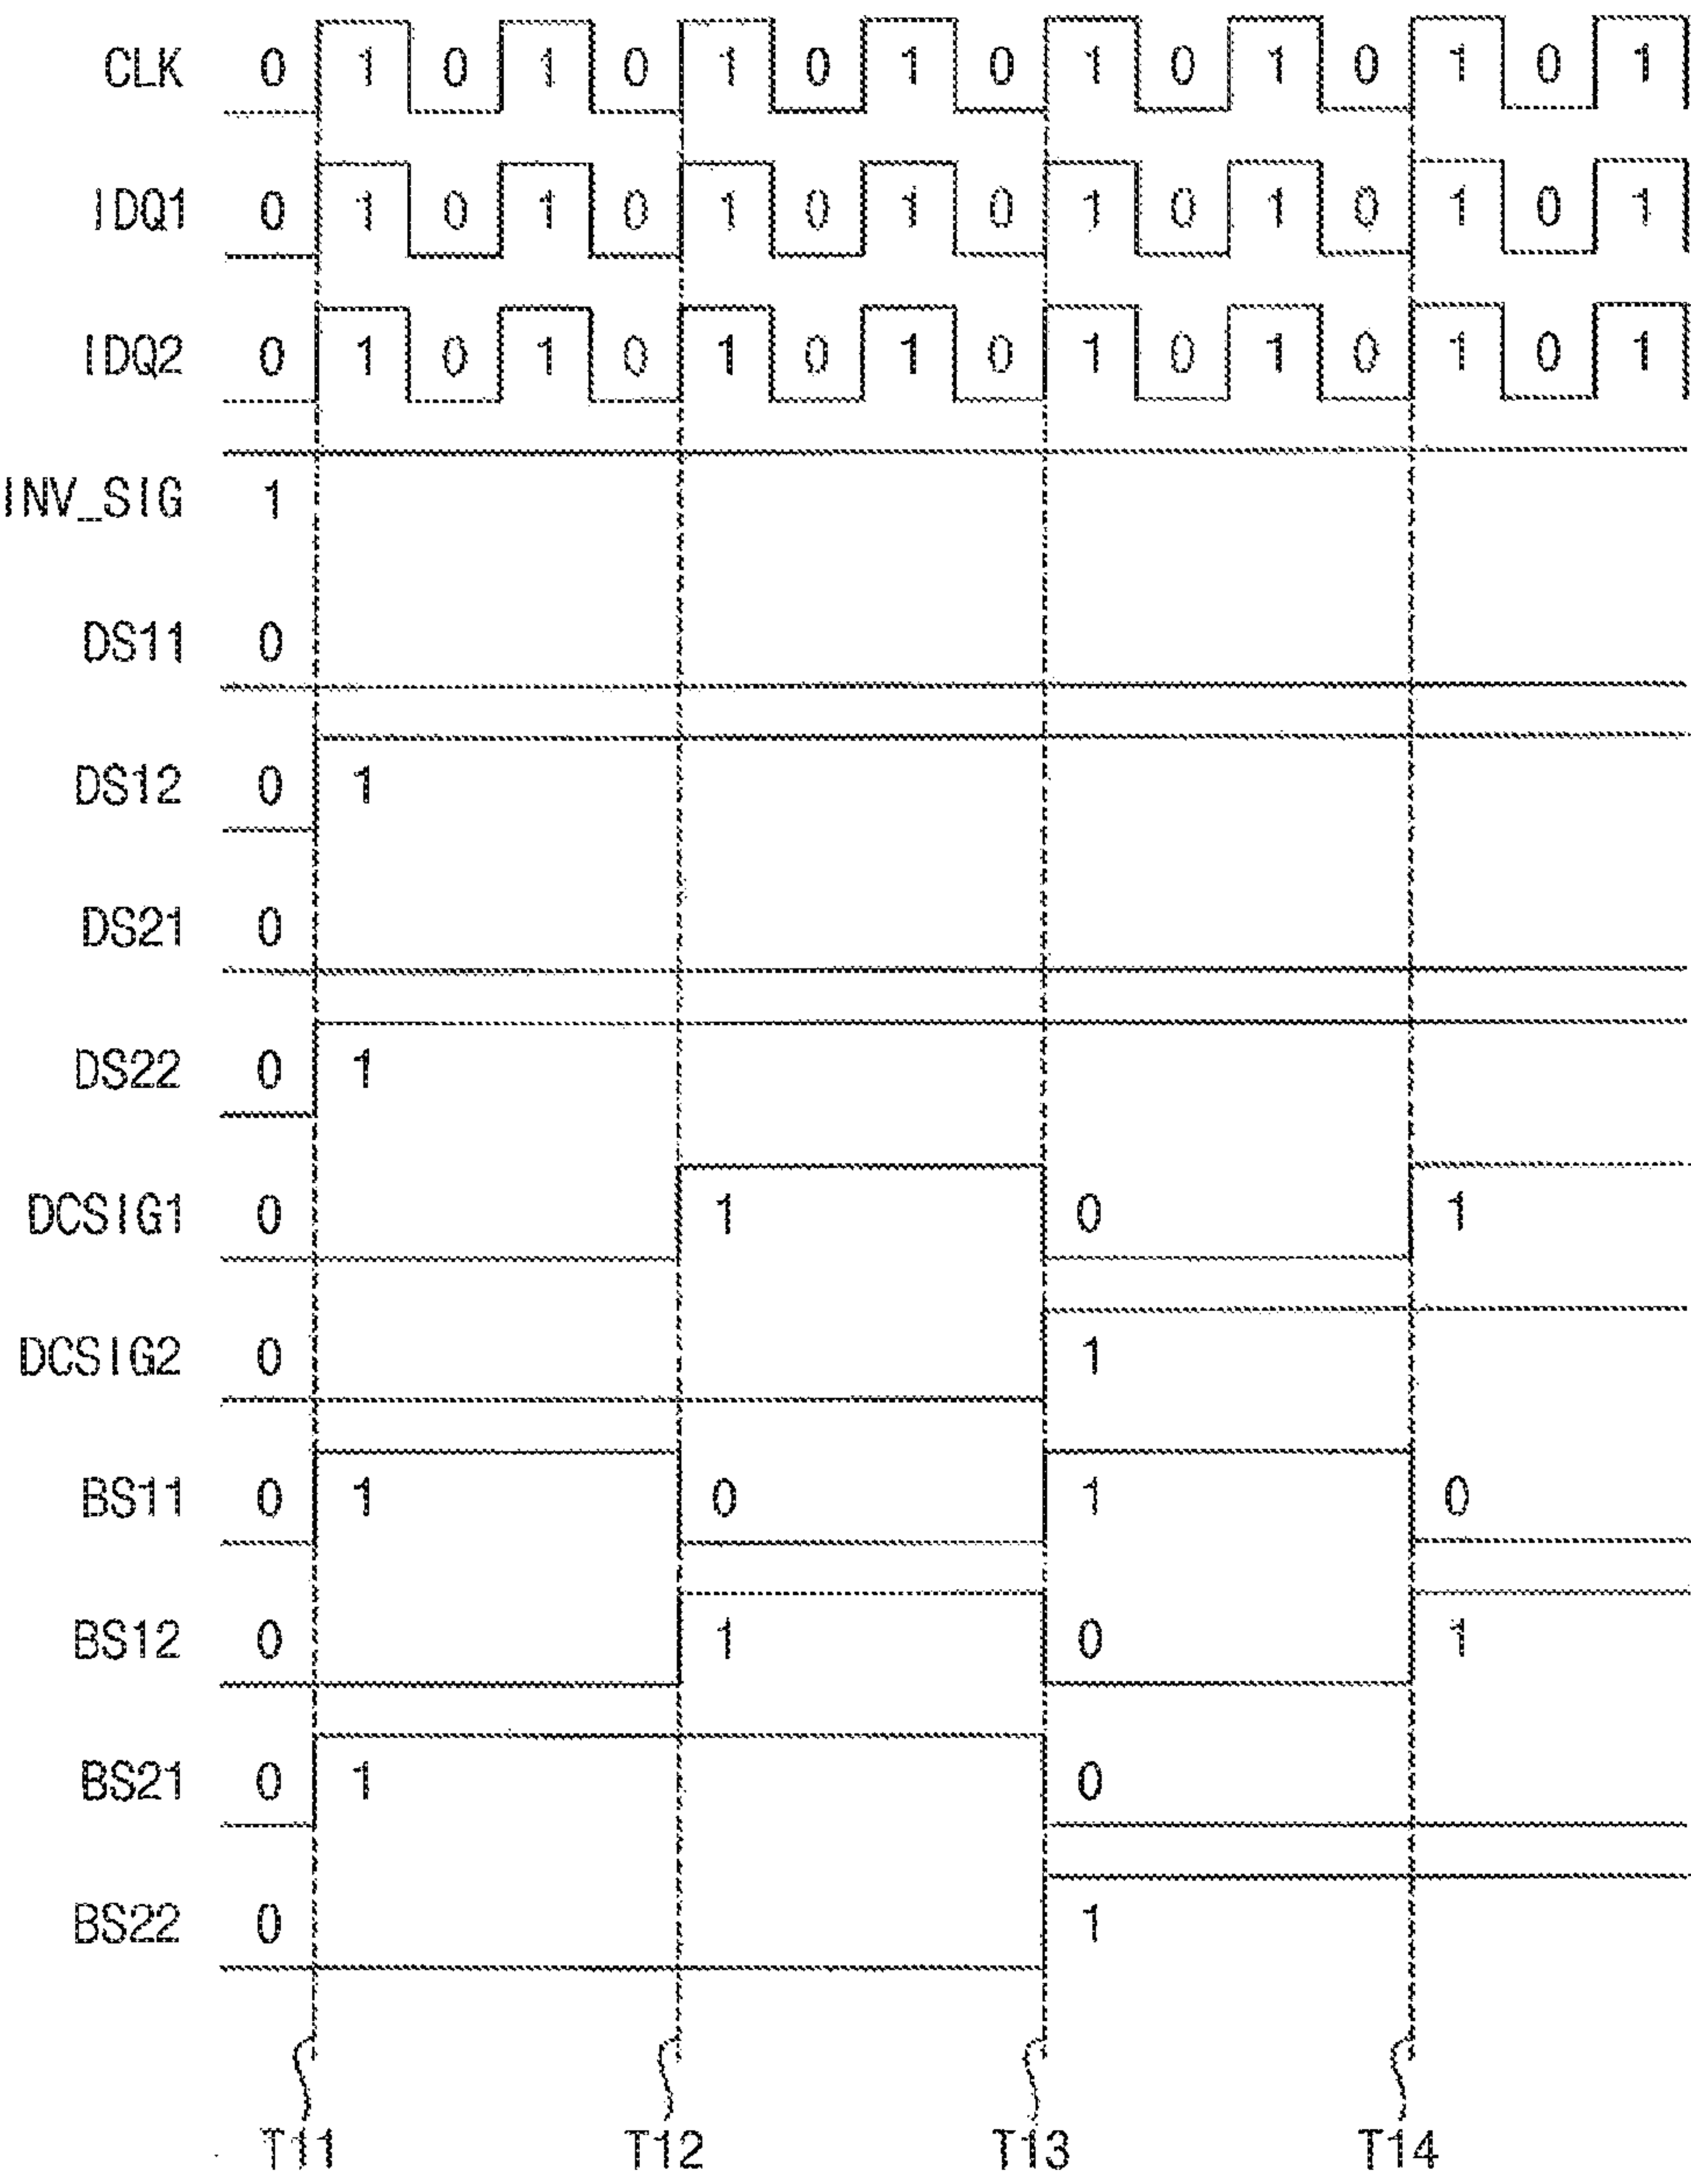 CLK 0 1 0 1 0 1 0 1 0 1 0 1 0 1 0 1
IDQ1 0 1 0 1 0 1 0 1 0 1 0 1 0 1 0 1
IDQ2 0 1 0 1 0 1 0 1 0 1 0 1 0 1 0 1
INV_SIG 1
DS11 0
DS12 0 1
DS21 0
DS22 0 1
DCSIG1 0 1 0 1
DCSIG2 0 1
BS11 0 1 0 1 0
BS12 0 1 0 1
BS21 0 1 0
BS22 0 1
T11 T12 T13 T14